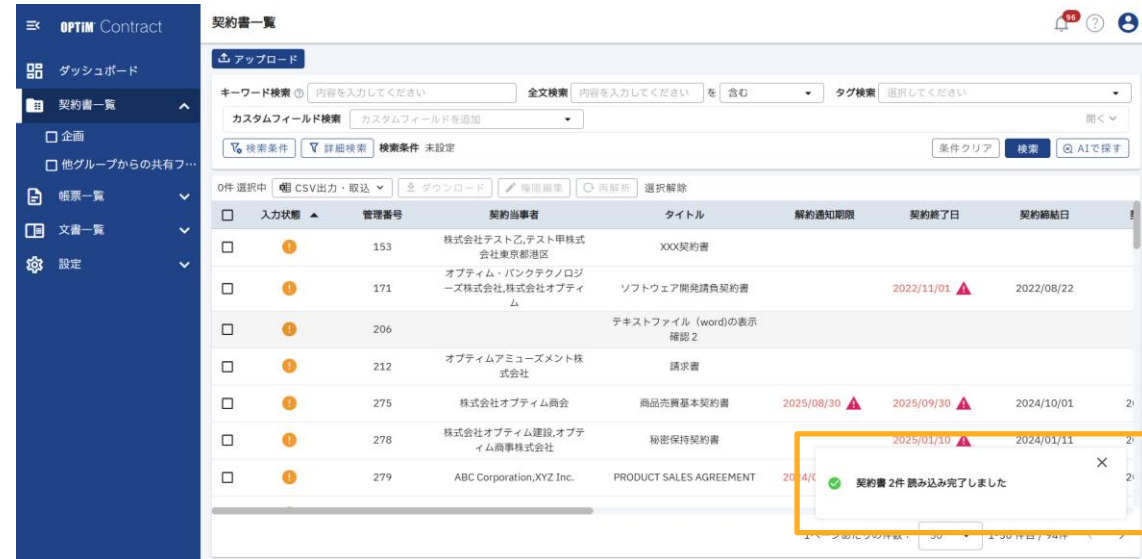 OPTiM Contract
契約書一覧
96
アップロード
ダッシュボード
キーワード検索 内容を入力してください 全文検索 内容を入力してください を 含む タグ検索 選択してください
契約書一覧
カスタムフィールド検索 カスタムフィールドを追加 開く
企画
検索条件 詳細検索 検索条件 未設定 条件クリア 検索 AIで探す
他グループからの共有フ…
0件 選択中 CSV出力・取込 ダウンロード 権限編集 再解析 選択解除
帳票一覧
入力状態 管理番号 契約当事者 タイトル 解約通知期限 契約終了日 契約締結日
文書一覧
設定
153 株式会社テスト乙,テスト甲株式 XXX契約書
会社東京都港区
オプティム・バンクテクノロジ
171 ーズ株式会社,株式会社オプティ ソフトウェア開発請負契約書 2022/11/01 2022/08/22
ム
206 テキストファイル（word)の表示
確認 2
212 オプティムアミューズメント株 請求書
式会社
275 株式会社オプティム商会 商品売買基本契約書 2025/08/30 2025/09/30 2024/10/01 2
278 株式会社オプティム建設,オプテ 秘密保持契約書 2025/01/10 2024/01/11 2
ィム商事株式会社
279 ABC Corporation,XYZ Inc. PRODUCT SALES AGREEMENT 2
契約書 2件 読み込み完了しました